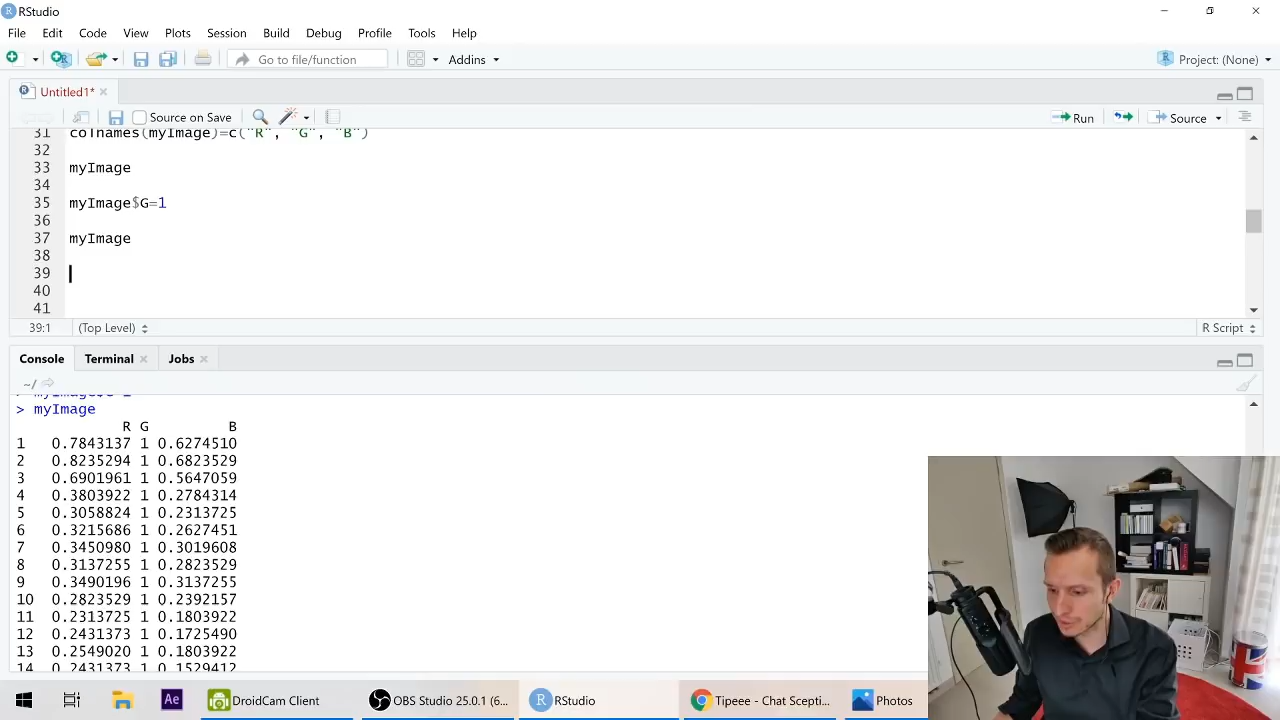 RStudio
File Edit Code View Plots Session Build Debug Profile Tools Help
Go to file/function Addins Project: (None)
Untitled1*
Source on Save Run Source
31 colnames(myImage)=c("R", "G", "B")
32
33 myImage
34
35 myImage$G=1
36
37 myImage
38
39
40
41
39:1 (Top Level) R Script
Console Terminal Jobs
~/
> myImage
R G B
1 0.7843137 1 0.6274510
2 0.8235294 1 0.6823529
3 0.6901961 1 0.5647059
4 0.3803922 1 0.2784314
5 0.3058824 1 0.2313725
6 0.3215686 1 0.2627451
7 0.3450980 1 0.3019608
8 0.3137255 1 0.2823529
9 0.3490196 1 0.3137255
10 0.2823529 1 0.2392157
11 0.2313725 1 0.1803922
12 0.2431373 1 0.1725490
13 0.2549020 1 0.1803922
14 0.2431373 1 0.1529412
DroidCam Client OBS Studio 25.0.1 (6... RStudio Tipeee - Chat Scepti... Photos